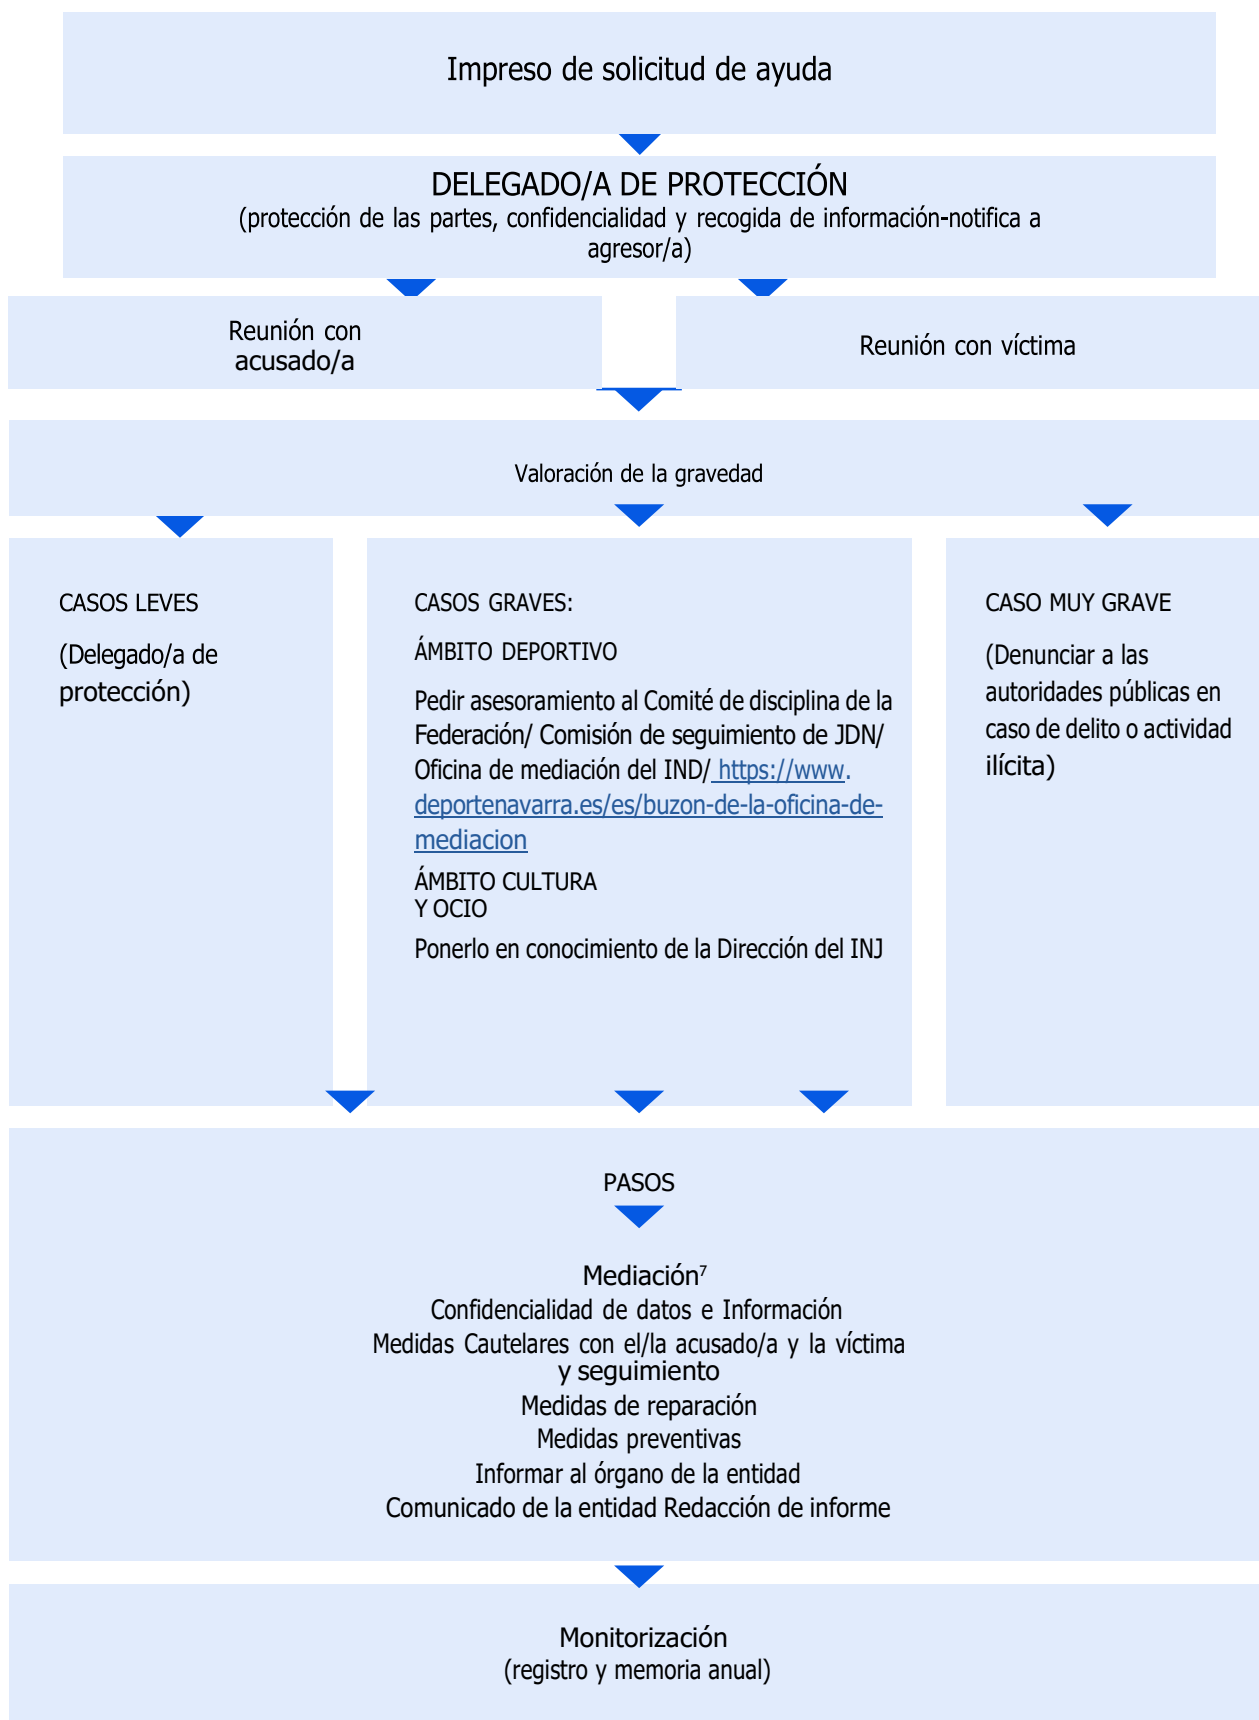 Impreso de solicitud de ayuda
DELEGADO/A DE PROTECCIÓN
(protección de las partes, confidencialidad y recogida de información-notifica a
agresor/a)
Reunión con
acusado/a
Reunión con víctima
Valoración de la gravedad
CASOS LEVES
(Delegado/a de
protección)
CASOS GRAVES:
ÁMBITO DEPORTIVO
Pedir asesoramiento al Comité de disciplina de la
Federación/ Comisión de seguimiento de JDN/
Oficina de mediación del IND/ https://www.
deportenavarra.es/es/buzon-de-la-oficina-de-
mediacion
ÁMBITO CULTURA
Y OCIO
Ponerlo en conocimiento de la Dirección del INJ
CASO MUY GRAVE
(Denunciar a las
autoridades públicas en
caso de delito o actividad
ilícita)
PASOS
Mediación⁷
Confidencialidad de datos e Información
Medidas Cautelares con el/la acusado/a y la víctima
y seguimiento
Medidas de reparación
Medidas preventivas
Informar al órgano de la entidad
Comunicado de la entidad Redacción de informe
Monitorización
(registro y memoria anual)